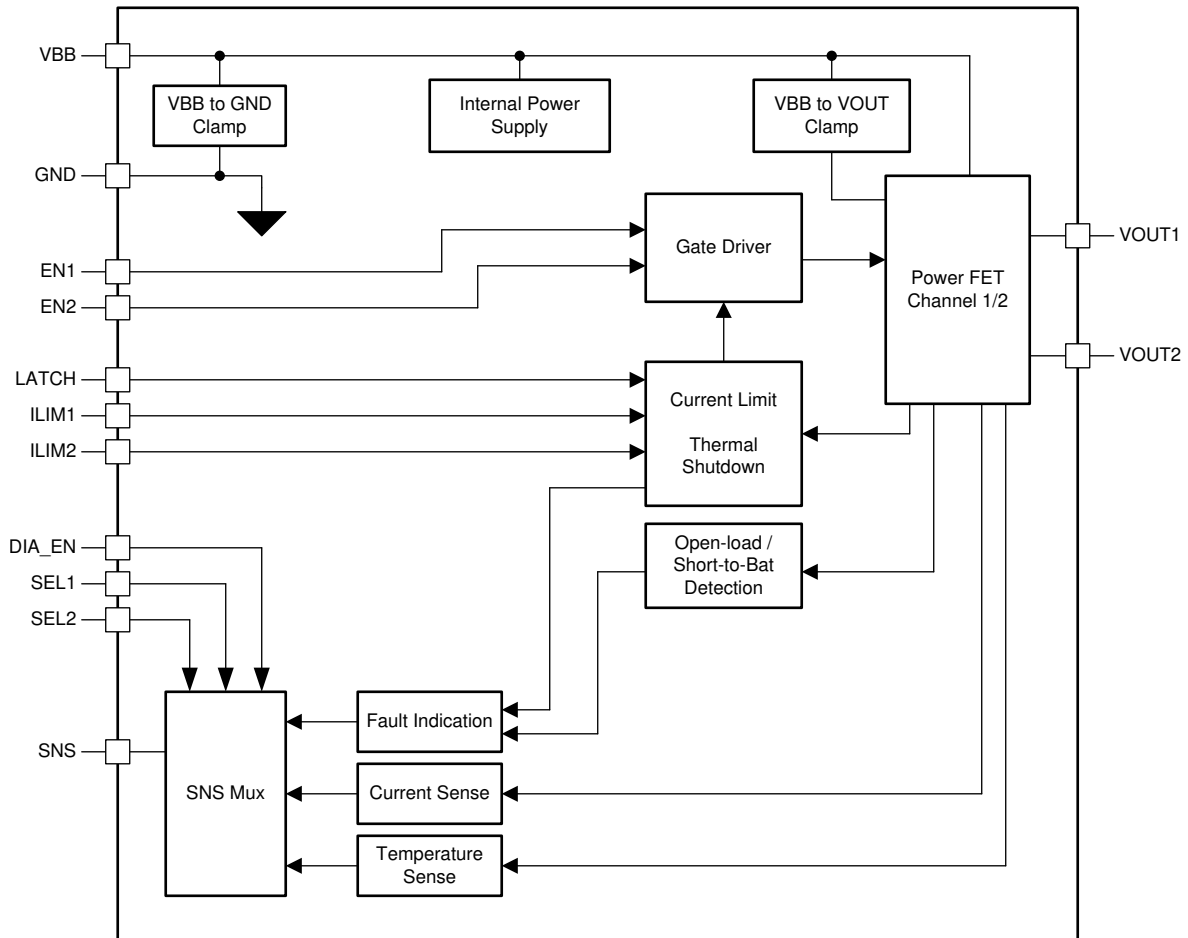 VBB
VBB to GND
Clamp
Internal Power
Supply
VBB to VOUT
Clamp
GND
Gate Driver
VOUT1
EN1
Power FET
Channel 1/2
EN2
VOUT2
LATCH
ILIM1
Current Limit
ILIM2
Thermal
Shutdown
DIA_EN
Open-load /
Short-to-Bat
Detection
SEL1
SEL2
Fault Indication
SNS
SNS Mux
Current Sense
Temperature
Sense